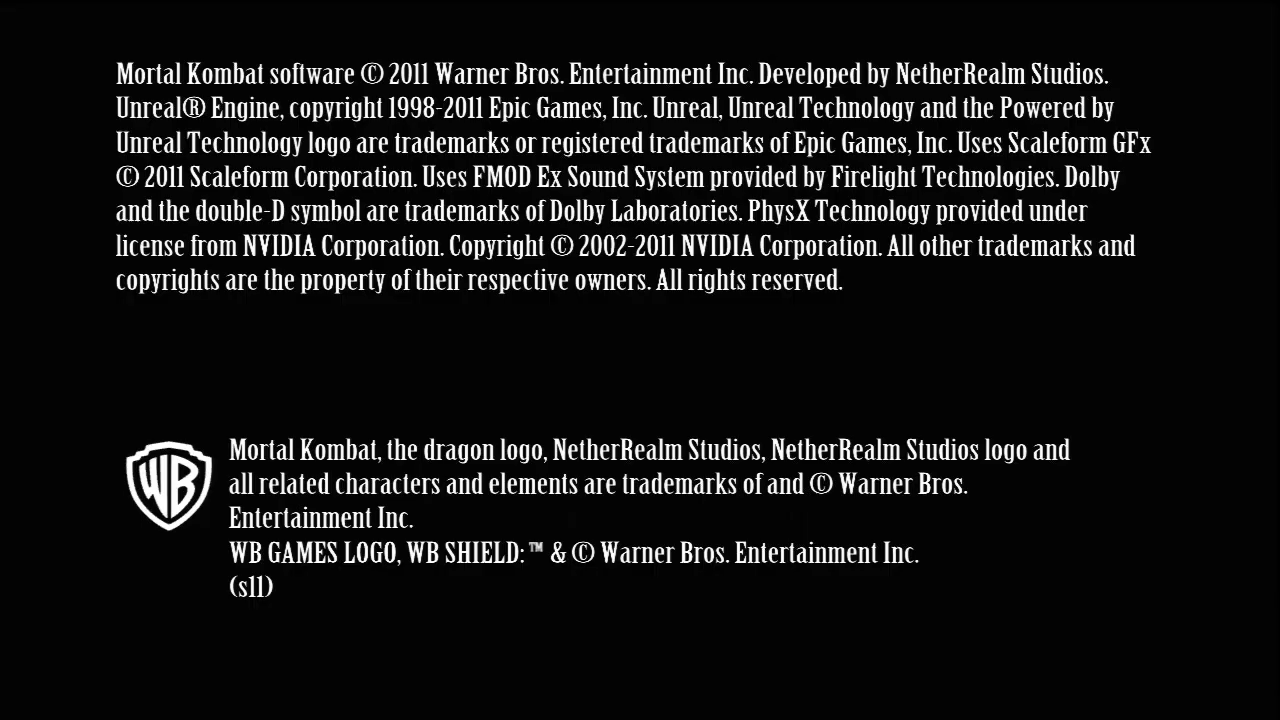 Mortal Kombat software © 2011 Warner Bros. Entertainment Inc. Developed by NetherRealm Studios.
Unreal® Engine, copyright 1998-2011 Epic Games, Inc. Unreal, Unreal Technology and the Powered by
Unreal Technology logo are trademarks or registered trademarks of Epic Games, Inc. Uses Scaleform GFx
© 2011 Scaleform Corporation. Uses FMOD Ex Sound System provided by Firelight Technologies. Dolby
and the double-D symbol are trademarks of Dolby Laboratories. PhysX Technology provided under
license from NVIDIA Corporation. Copyright © 2002-2011 NVIDIA Corporation. All other trademarks and
copyrights are the property of their respective owners. All rights reserved.
WB
Mortal Kombat, the dragon logo, NetherRealm Studios, NetherRealm Studios logo and
all related characters and elements are trademarks of and © Warner Bros.
Entertainment Inc.
WB GAMES LOGO, WB SHIELD: ™ & © Warner Bros. Entertainment Inc.
(s11)